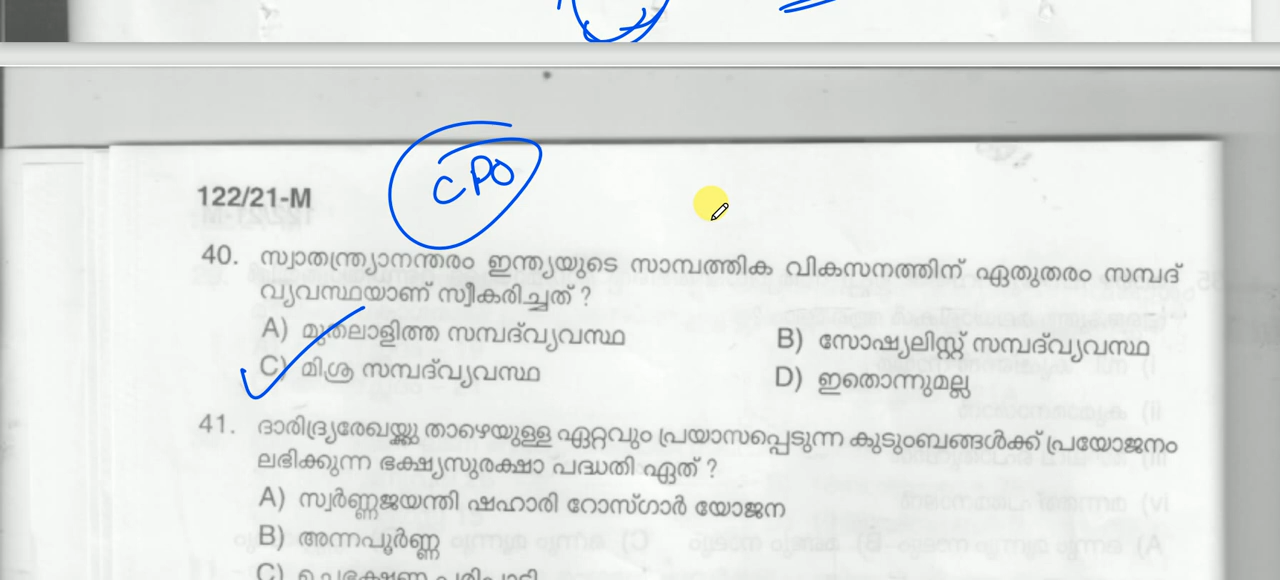 CPO
122/21-M
40. സ്വാതന്ത്ര്യാനന്തരം ഇന്ത്യയുടെ സാമ്പത്തിക വികസനത്തിന് ഏതുതരം സമ്പദ്
വ്യവസ്ഥയാണ് സ്വീകരിച്ചത് ?
A) മുതലാളിത്ത സമ്പദ്‌വ്യവസ്ഥ B) സോഷ്യലിസ്റ്റ് സമ്പദ്‌വ്യവസ്ഥ
C) മിശ്ര സമ്പദ്‌വ്യവസ്ഥ D) ഇതൊന്നുമല്ല
41. ദാരിദ്ര്യരേഖയ്ക്കു താഴെയുള്ള ഏറ്റവും പ്രയാസപ്പെടുന്ന കുടുംബങ്ങൾക്ക് പ്രയോജനം
ലഭിക്കുന്ന ഭക്ഷ്യസുരക്ഷാ പദ്ധതി ഏത് ?
A) സ്വർണ്ണജയന്തി ഷഹാരി റോസ്ഗാർ യോജന
B) അന്നപൂർണ്ണ
C)